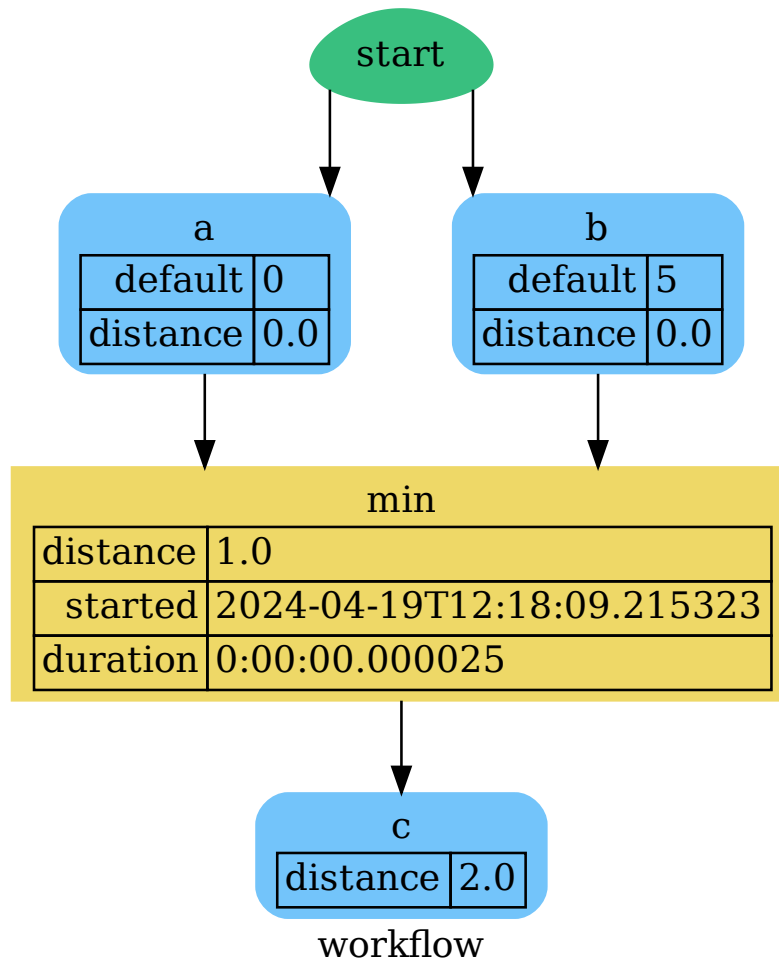 start
a
default 0
distance 0.0
b
default 5
distance 0.0
min
distance 1.0
started 2024-04-19T12:18:09.215323
duration 0:00:00.000025
c
distance 2.0
workflow